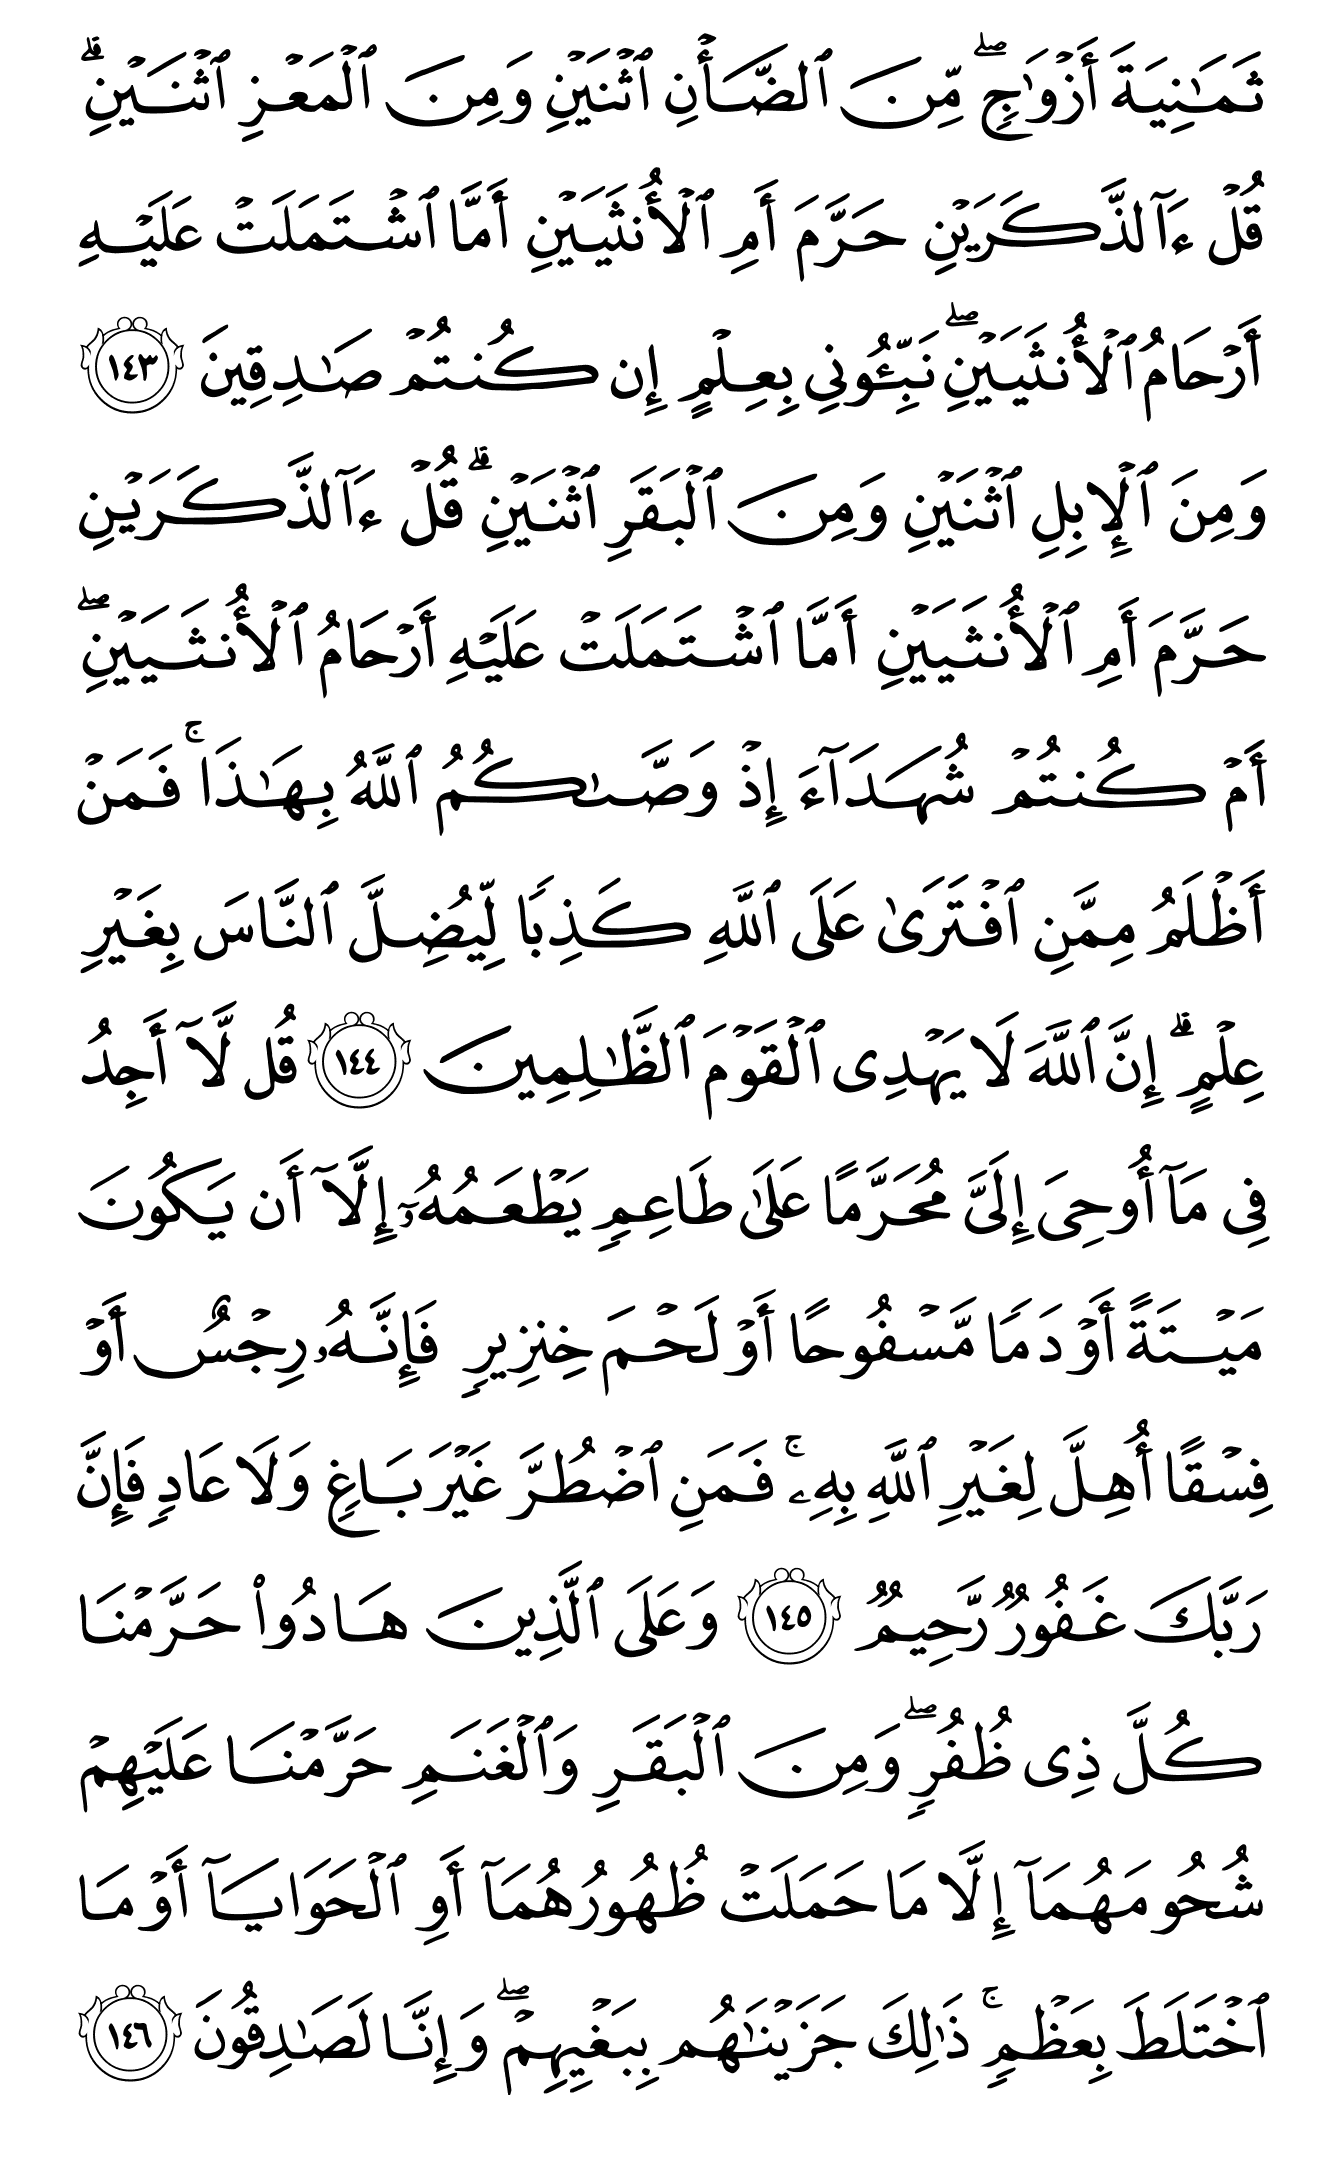 ثَمَـٰنِيَةَ أَزۡوَٰجٖۖ مِّنَ ٱلضَّأۡنِ ٱثۡنَيۡنِ وَمِنَ ٱلۡمَعۡزِ ٱثۡنَيۡنِۗ
قُلۡ ءَآلذَّكَرَيۡنِ حَرَّمَ أَمِ ٱلۡأُنثَيَيۡنِ أَمَّا ٱشۡتَمَلَتۡ عَلَيۡهِ
أَرۡحَامُ ٱلۡأُنثَيَيۡنِۖ نَبِّـُٔونِي بِعِلۡمٍ إِن كُنتُمۡ صَـٰدِقِينَ ١٤٣
وَمِنَ ٱلۡإِبِلِ ٱثۡنَيۡنِ وَمِنَ ٱلۡبَقَرِ ٱثۡنَيۡنِۗ قُلۡ ءَآلذَّكَرَيۡنِ
حَرَّمَ أَمِ ٱلۡأُنثَيَيۡنِ أَمَّا ٱشۡتَمَلَتۡ عَلَيۡهِ أَرۡحَامُ ٱلۡأُنثَيَيۡنِۖ
أَمۡ كُنتُمۡ شُهَدَآءَ إِذۡ وَصَّىٰكُمُ ٱللَّهُ بِهَـٰذَاۚ فَمَنۡ
أَظۡلَمُ مِمَّنِ ٱفۡتَرَىٰ عَلَى ٱللَّهِ كَذِبٗا لِّيُضِلَّ ٱلنَّاسَ بِغَيۡرِ
عِلۡمٍۗ إِنَّ ٱللَّهَ لَا يَهۡدِى ٱلۡقَوۡمَ ٱلظَّـٰلِمِينَ ١٤٤ قُل لَّآ أَجِدُ
فِي مَآ أُوحِىَ إِلَىَّ مُحَرَّمًا عَلَىٰ طَاعِمٖ يَطۡعَمُهُۥٓ إِلَّآ أَن يَكُونَ
مَيۡتَةً أَوۡ دَمٗا مَّسۡفُوحًا أَوۡ لَحۡمَ خِنزِيرٖ فَإِنَّهُۥ رِجۡسٌ أَوۡ
فِسۡقًا أُهِلَّ لِغَيۡرِ ٱللَّهِ بِهِۦۚ فَمَنِ ٱضۡطُرَّ غَيۡرَ بَاغٖ وَلَا عَادٖ فَإِنَّ
رَبَّكَ غَفُورٞ رَّحِيمٞ ١٤٥ وَعَلَى ٱلَّذِينَ هَادُواْ حَرَّمۡنَا
كُلَّ ذِى ظُفُرٖۖ وَمِنَ ٱلۡبَقَرِ وَٱلۡغَنَمِ حَرَّمۡنَا عَلَيۡهِمۡ
شُحُومَهُمَآ إِلَّا مَا حَمَلَتۡ ظُهُورُهُمَآ أَوِ ٱلۡحَوَايَآ أَوۡ مَا
ٱخۡتَلَطَ بِعَظۡمٖۚ ذَٰلِكَ جَزَيۡنَـٰهُم بِبَغۡيِهِمۡۖ وَإِنَّا لَصَـٰدِقُونَ ١٤٦